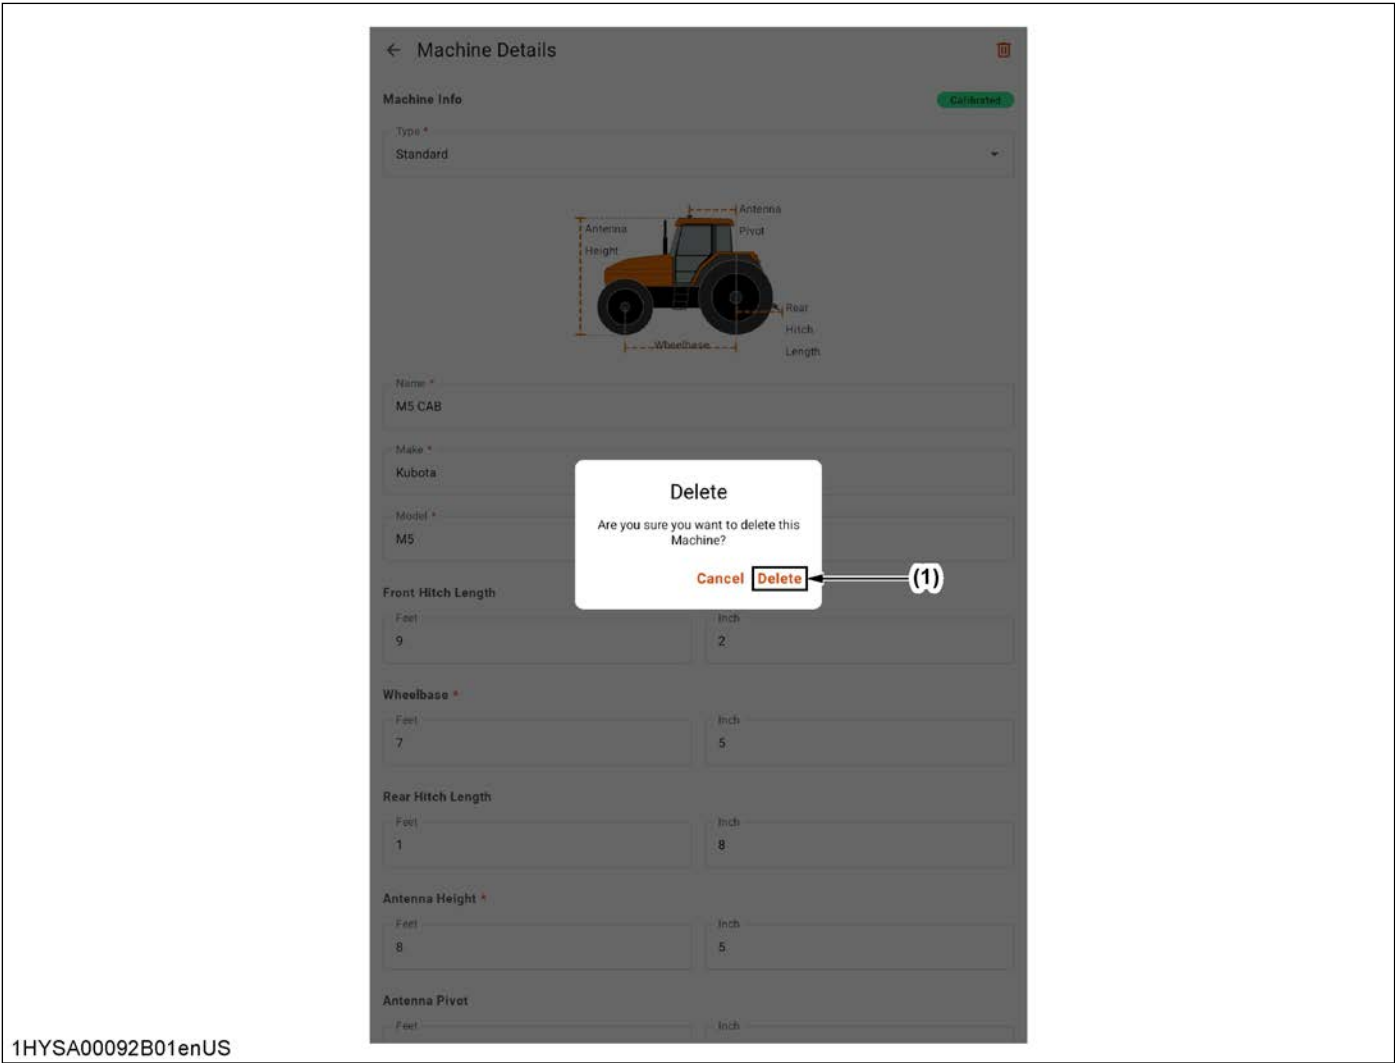 Machine Details
Machine Info
Calibrated
Type *
Standard
Antenna
Pivot
Antenna
Height
Rear
Hitch
Length
Wheelbase
Name *
M5 CAB
Make *
Kubota
Model *
M5
Delete
Are you sure you want to delete this
Machine?
Cancel Delete
(1)
Front Hitch Length
Feet Inch
9 2
Wheelbase *
Feet Inch
7 5
Rear Hitch Length
Feet Inch
1 8
Antenna Height *
Feet Inch
8 5
Antenna Pivot
Feet Inch
1HYSA00092B01enUS